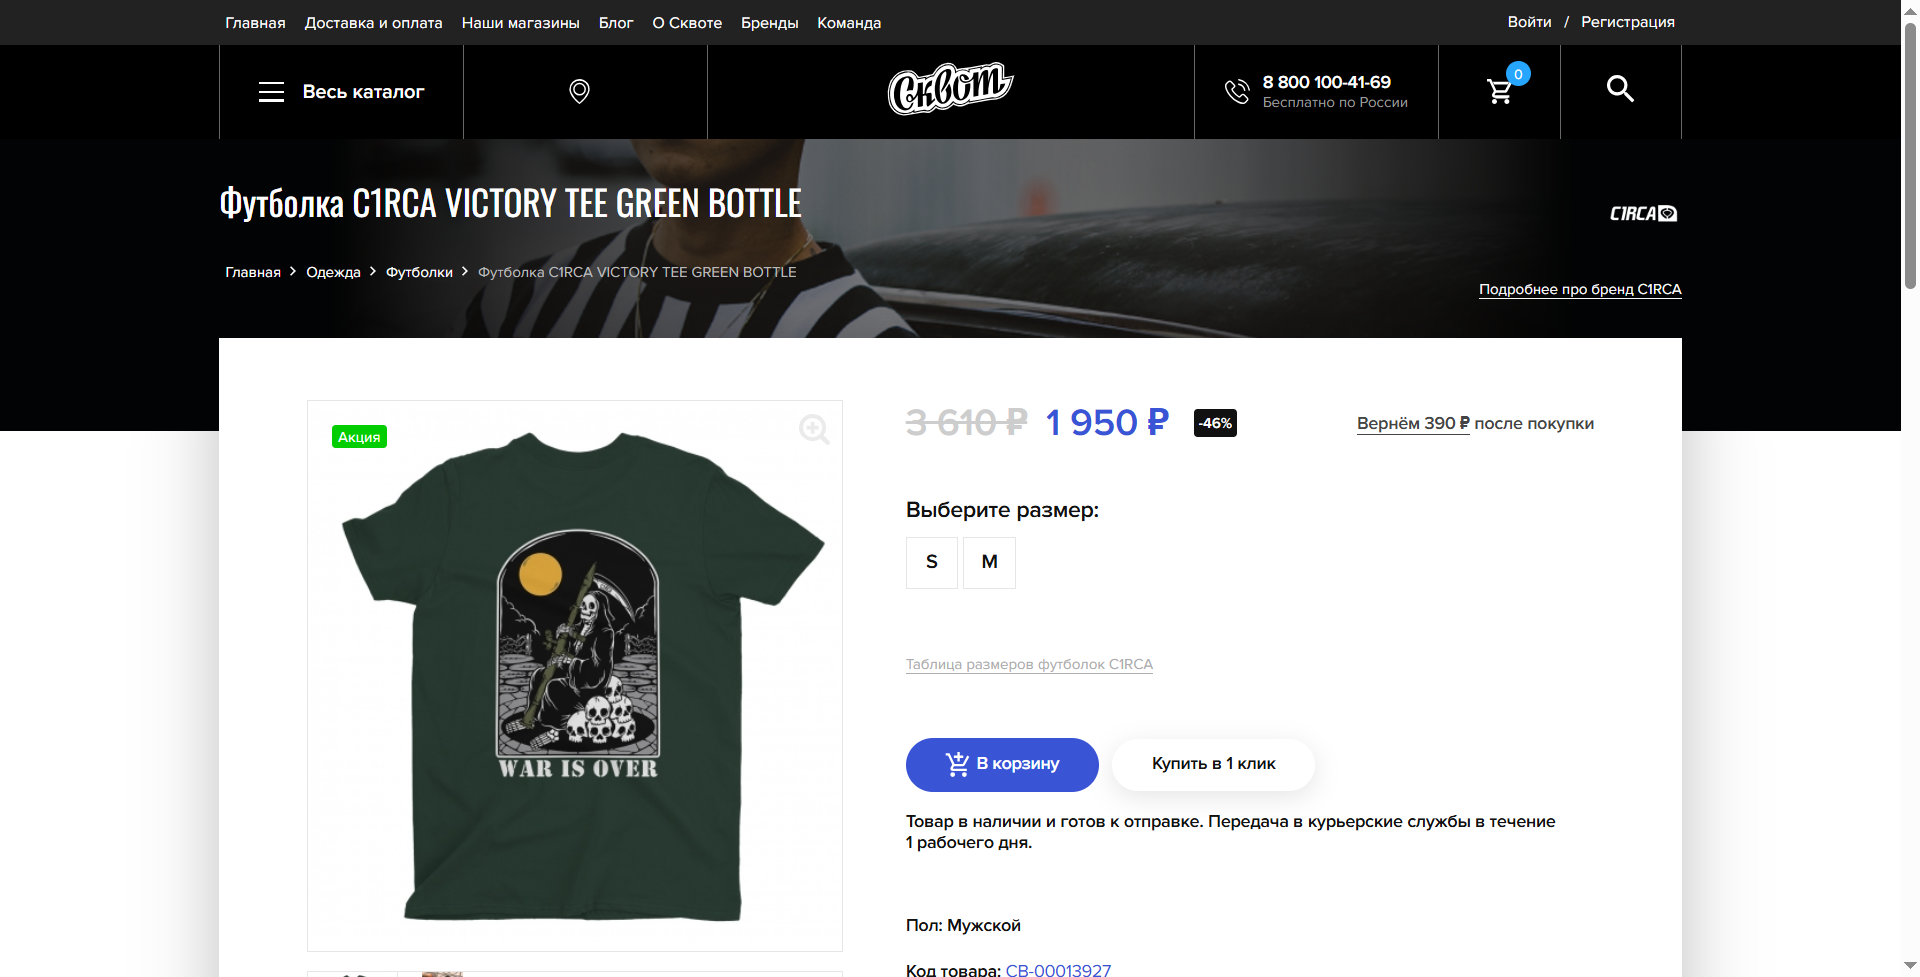 Главная Доставка и оплата Наши магазины Блог О Сквоте Бренды Команда Войти / Регистрация
Весь каталог
Сквот
8 800 100-41-69
Бесплатно по России
0
Футболка C1RCA VICTORY TEE GREEN BOTTLE
C1RCA
Главная Одежда Футболки Футболка C1RCA VICTORY TEE GREEN BOTTLE
Подробнее про бренд C1RCA
Акция
WAR IS OVER
3 610 ₽ 1 950 ₽ -46% Вернём 390 ₽ после покупки
Выберите размер:
S M
Таблица размеров футболок C1RCA
В корзину Купить в 1 клик
Товар в наличии и готов к отправке. Передача в курьерские службы в течение
1 рабочего дня.
Пол: Мужской
Код товара: СВ-00013927